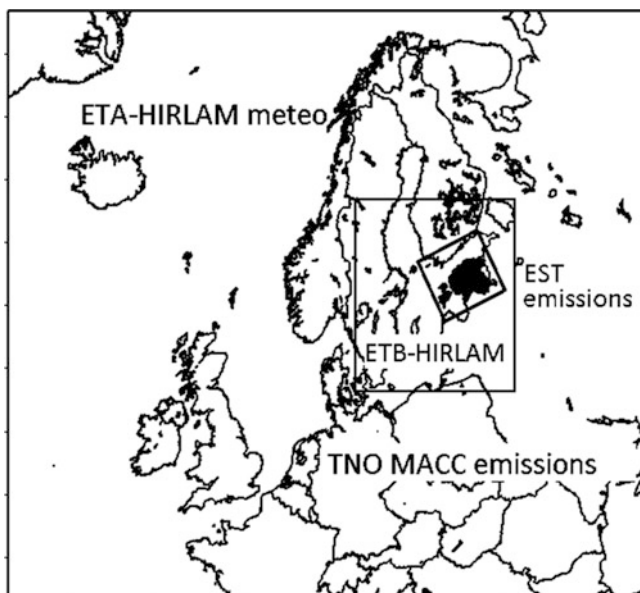 ETA-HIRLAM meteo
EST
emissions
ETB-HIRLAM
TNO MACC emissions